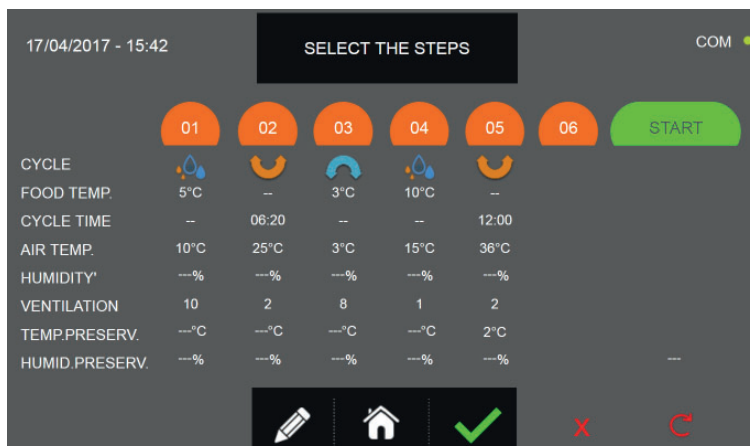 17/04/2017 - 15:42 SELECT THE STEPS COM
01 02 03 04 05 06 START
CYCLE
FOOD TEMP. 5°C -- 3°C 10°C --
CYCLE TIME -- 06:20 -- -- 12:00
AIR TEMP. 10°C 25°C 3°C 15°C 36°C
HUMIDITY' ---% ---% ---% ---% ---%
VENTILATION 10 2 8 1 2
TEMP.PRESERV. ---°C ---°C ---°C ---°C 2°C
HUMID.PRESERV. ---% ---% ---% ---% ---% ---
X